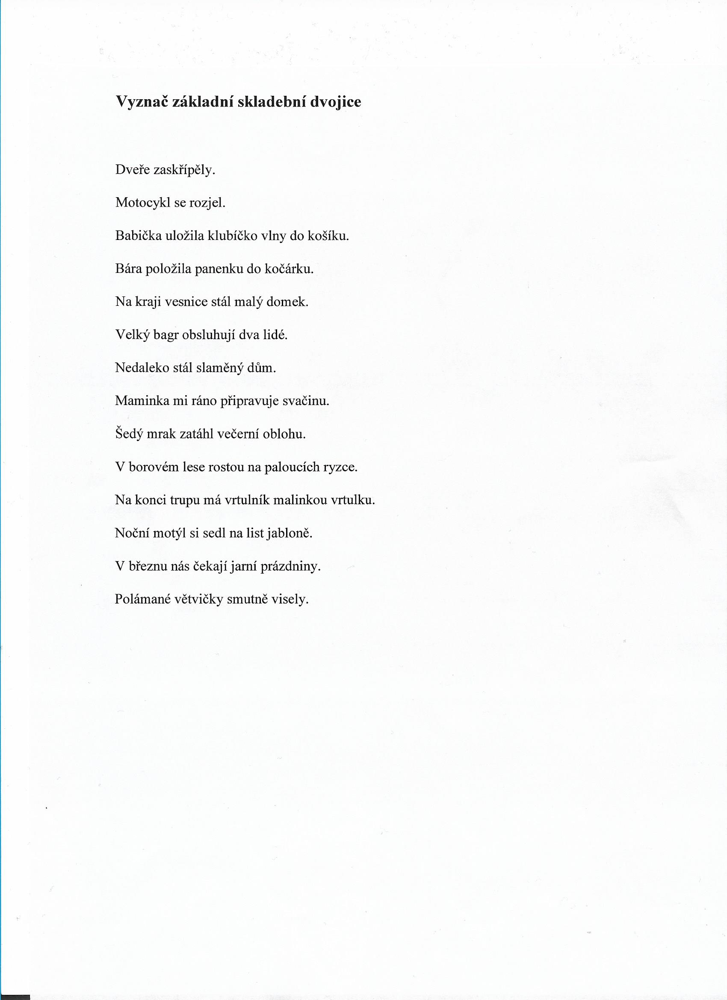 Vyznač základní skladební dvojice
Dveře zaskřípěly.
Motocykl se rozjel.
Babička uložila klubíčko vlny do košíku.
Bára položila panenku do kočárku.
Na kraji vesnice stál malý domek.
Velký bagr obsluhují dva lidé.
Nedaleko stál slaměný dům.
Maminka mi ráno připravuje svačinu.
Šedý mrak zatáhl večerní oblohu.
V borovém lese rostou na paloucích ryzce.
Na konci trupu má vrtulník malinkou vrtulku.
Noční motýl si sedl na list jabloně.
V březnu nás čekají jarní prázdniny.
Polámané větvičky smutně visely.